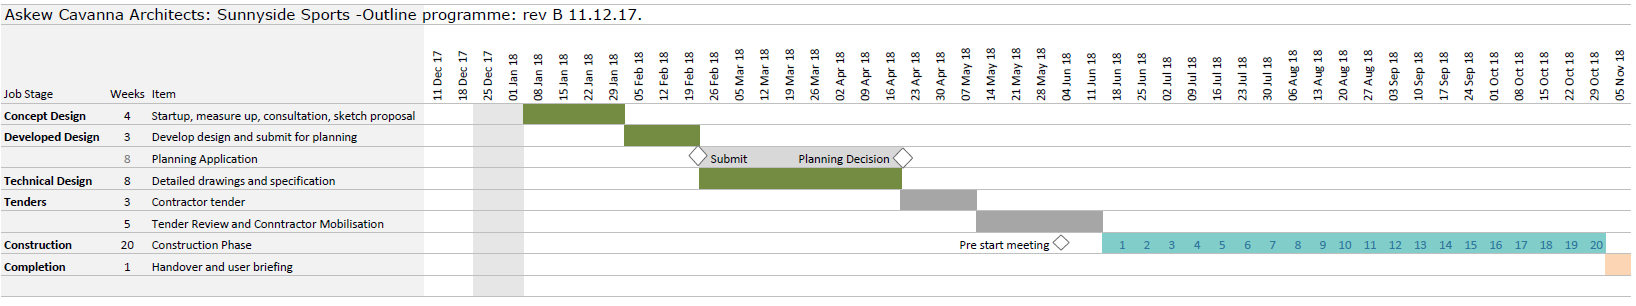 Askew Cavanna Architects: Sunnyside Sports -Outline programme: rev B 11.12.17.
Job Stage Weeks Item 11 Dec 17 18 Dec 17 25 Dec 17 01 Jan 18 08 Jan 18 15 Jan 18 22 Jan 18 29 Jan 18 05 Feb 18 12 Feb 18 19 Feb 18 26 Feb 18 05 Mar 18 12 Mar 18 19 Mar 18 26 Mar 18 02 Apr 18 09 Apr 18 16 Apr 18 23 Apr 18 30 Apr 18 07 May 18 14 May 18 21 May 18 28 May 18 04 Jun 18 11 Jun 18 18 Jun 18 25 Jun 18 02 Jul 18 09 Jul 18 16 Jul 18 23 Jul 18 30 Jul 18 06 Aug 18 13 Aug 18 20 Aug 18 27 Aug 18 03 Sep 18 10 Sep 18 17 Sep 18 24 Sep 18 01 Oct 18 08 Oct 18 15 Oct 18 22 Oct 18 29 Oct 18 05 Nov 18
Concept Design 4 Startup, measure up, consultation, sketch proposal
Developed Design 3 Develop design and submit for planning
8 Planning Application Submit Planning Decision
Technical Design 8 Detailed drawings and specification
Tenders 3 Contractor tender
5 Tender Review and Conntractor Mobilisation
Construction 20 Construction Phase Pre start meeting 1 2 3 4 5 6 7 8 9 10 11 12 13 14 15 16 17 18 19 20
Completion 1 Handover and user briefing